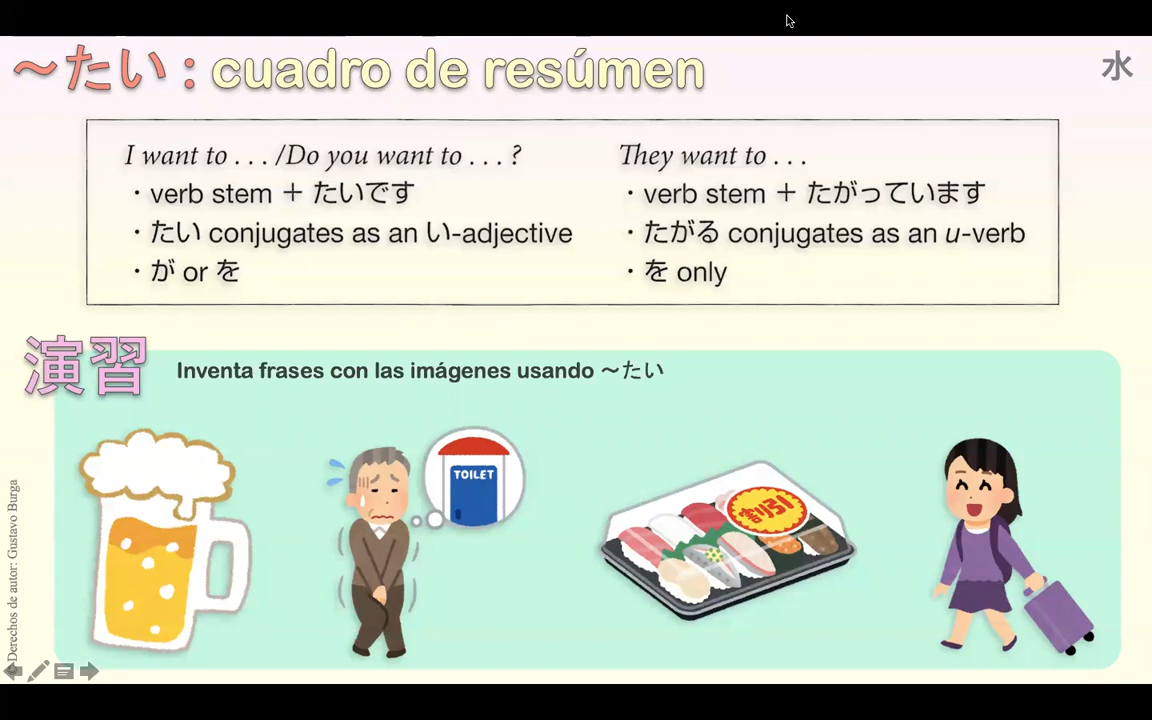 ～たい : cuadro de resúmen
水
I want to . . . /Do you want to . . . ?
・verb stem + たいです
・たい conjugates as an い-adjective
・が or を
They want to . . .
・verb stem + たがっています
・たがる conjugates as an u-verb
・を only
演習
Inventa frases con las imágenes usando ～たい
TOILET
割引
©Derechos de autor: Gustavo Burga